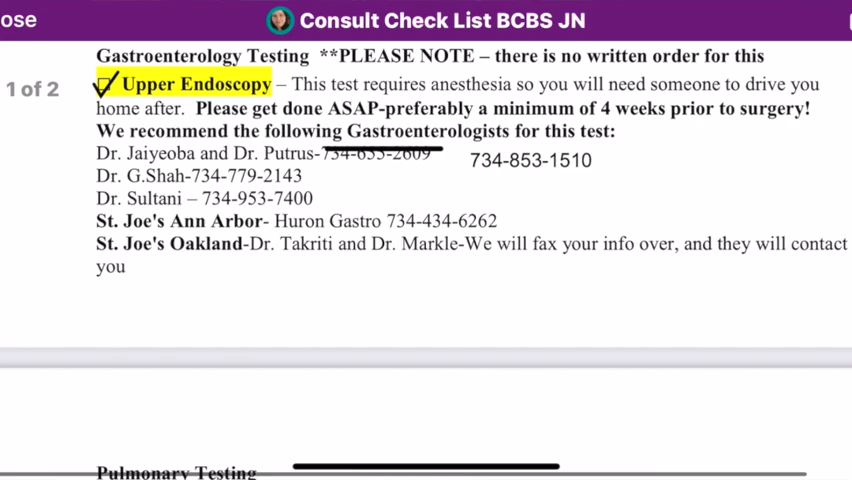 ose
Consult Check List BCBS JN
1 of 2
Gastroenterology Testing **PLEASE NOTE – there is no written order for this
Upper Endoscopy – This test requires anesthesia so you will need someone to drive you
home after. Please get done ASAP-preferably a minimum of 4 weeks prior to surgery!
We recommend the following Gastroenterologists for this test:
Dr. Jaiyeoba and Dr. Putrus-734-655-2609 734-853-1510
Dr. G.Shah-734-779-2143
Dr. Sultani – 734-953-7400
St. Joe's Ann Arbor- Huron Gastro 734-434-6262
St. Joe's Oakland-Dr. Takriti and Dr. Markle-We will fax your info over, and they will contact
you
Pulmonary Testing